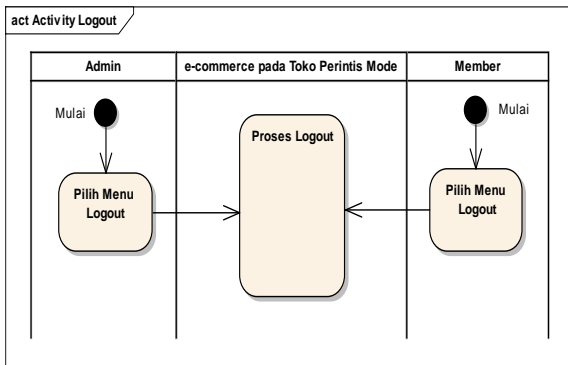 act Activity Logout
Admin
e-commerce pada Toko Perintis Mode
Member
Mulai
Pilih Menu
Logout
Proses Logout
Mulai
Pilih Menu
Logout